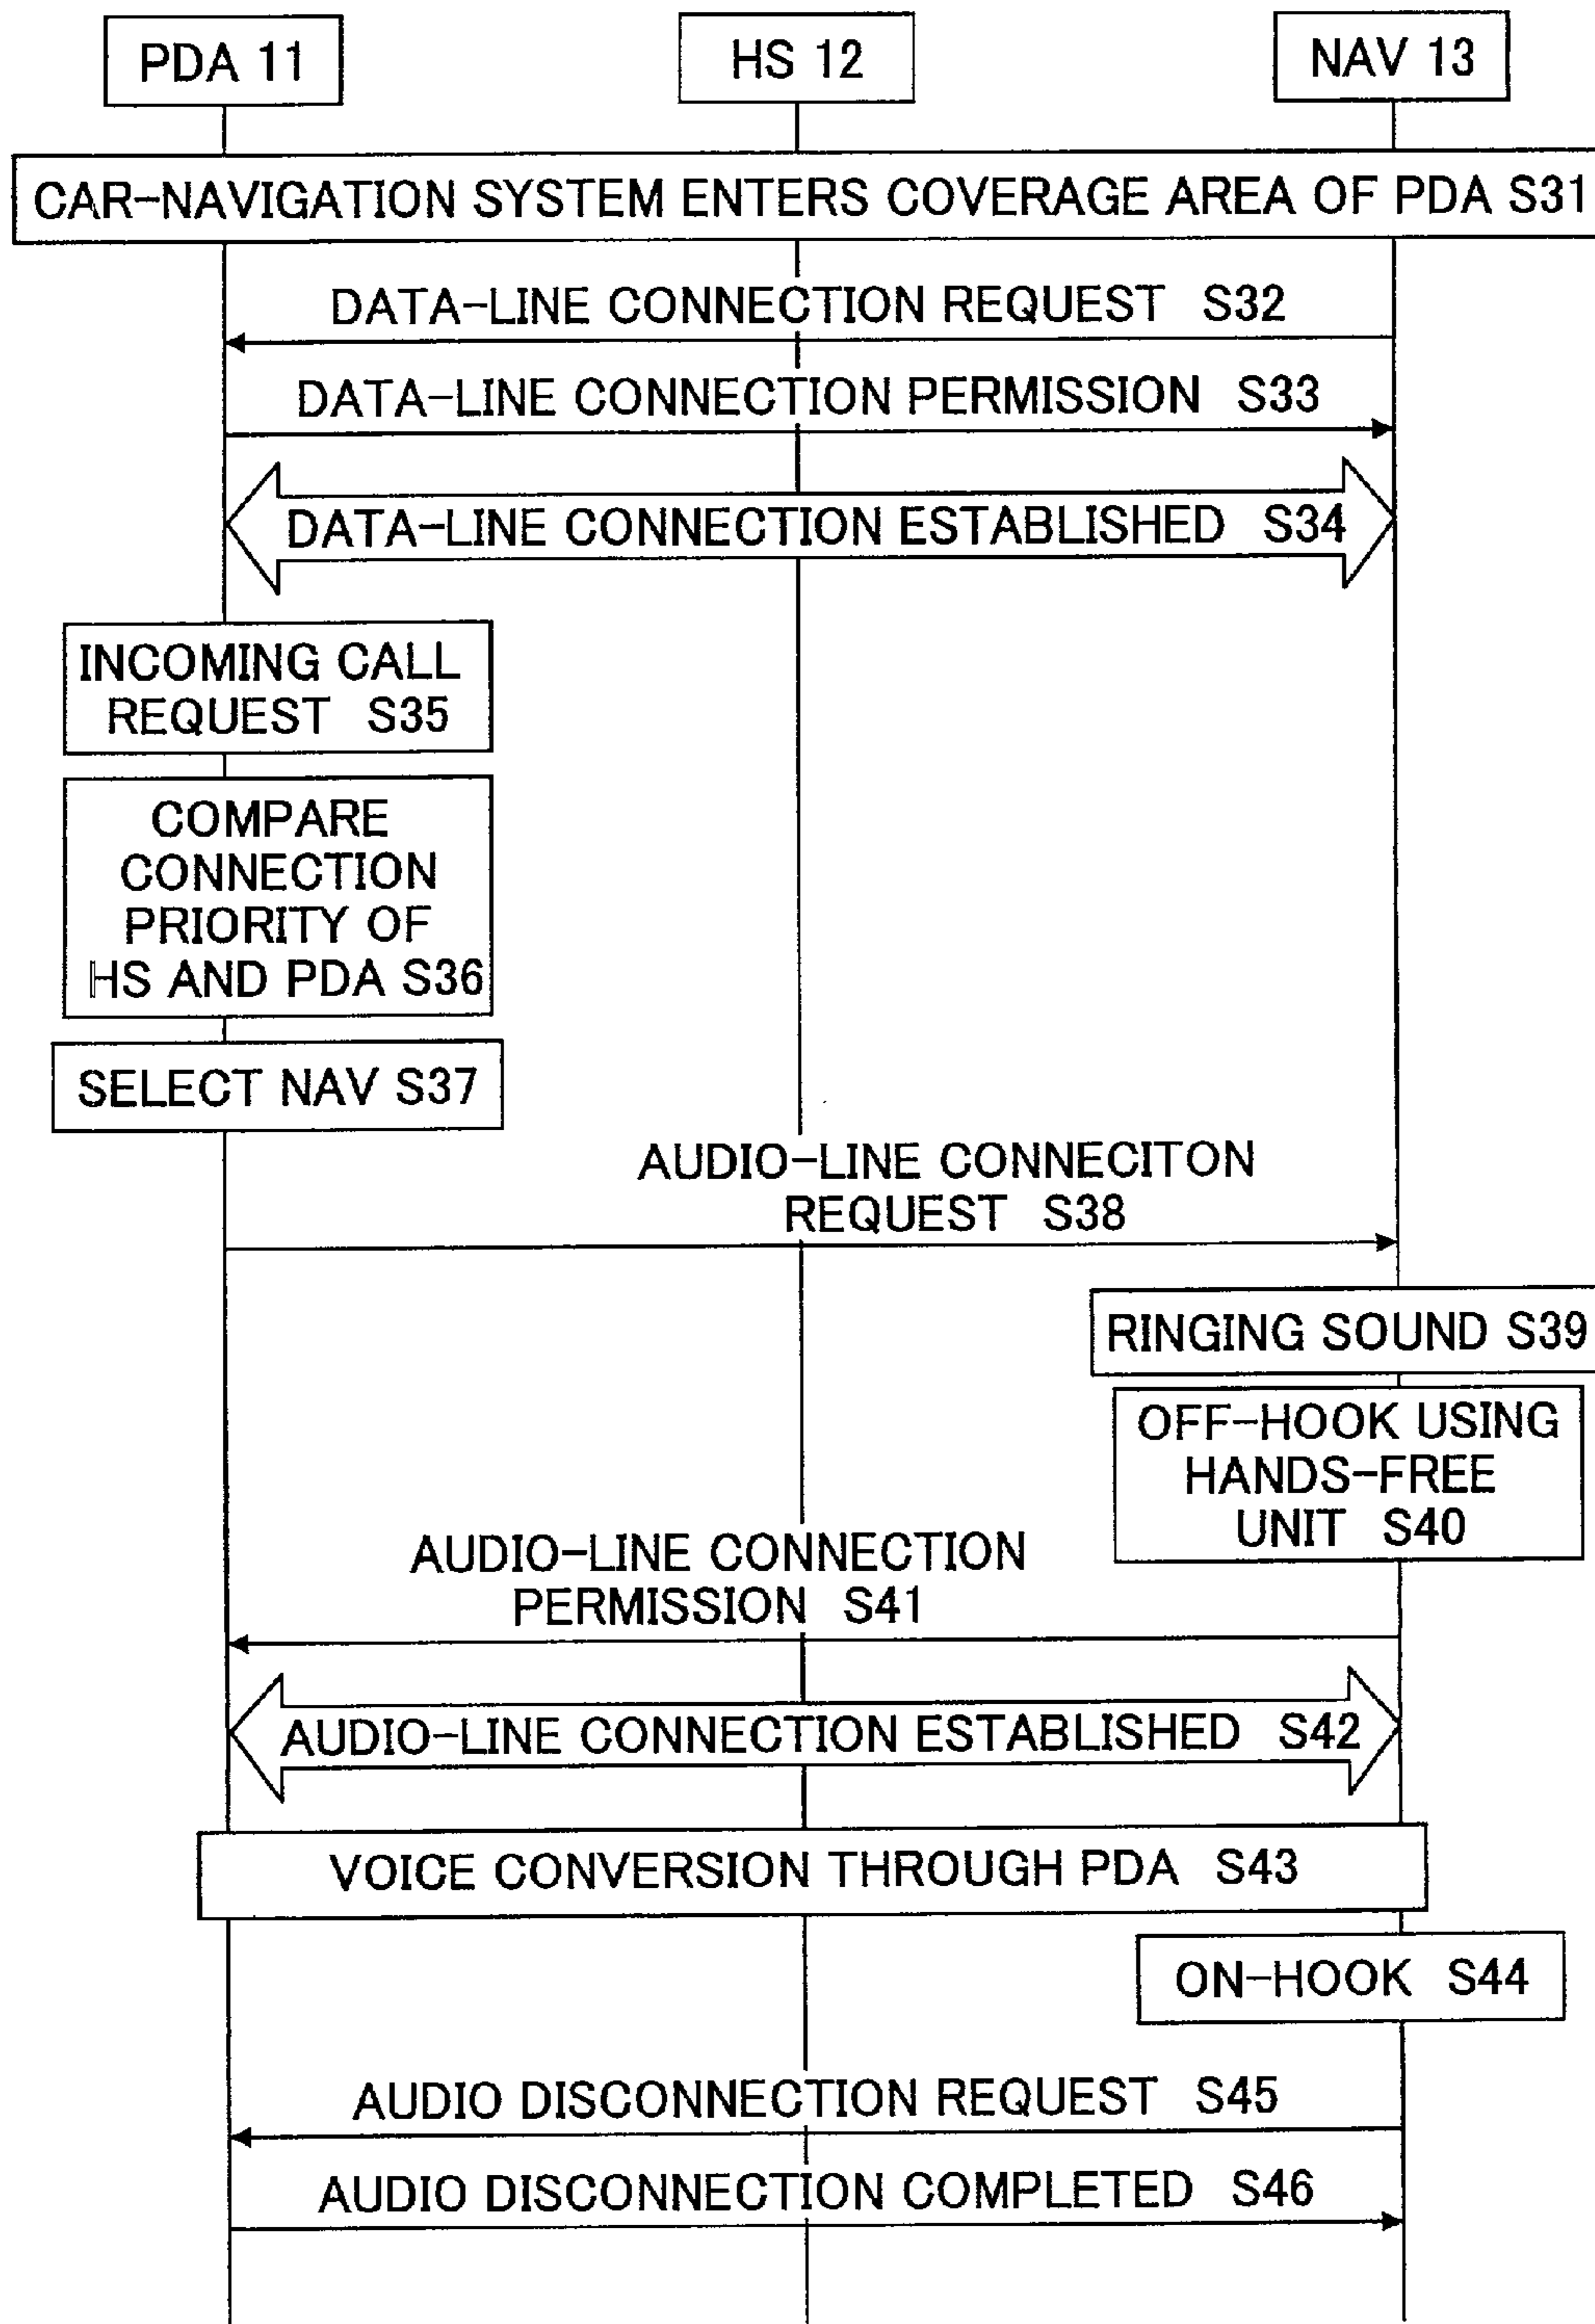 PDA 11
HS 12
NAV 13
CAR-NAVIGATION SYSTEM ENTERS COVERAGE AREA OF PDA S31
DATA-LINE CONNECTION REQUEST S32
DATA-LINE CONNECTION PERMISSION S33
DATA-LINE CONNECTION ESTABLISHED S34
INCOMING CALL
REQUEST S35
COMPARE
CONNECTION
PRIORITY OF
HS AND PDA S36
SELECT NAV S37
AUDIO-LINE CONNECITON
REQUEST S38
RINGING SOUND S39
OFF-HOOK USING
HANDS-FREE
UNIT S40
AUDIO-LINE CONNECTION
PERMISSION S41
AUDIO-LINE CONNECTION ESTABLISHED S42
VOICE CONVERSION THROUGH PDA S43
ON-HOOK S44
AUDIO DISCONNECTION REQUEST S45
AUDIO DISCONNECTION COMPLETED S46